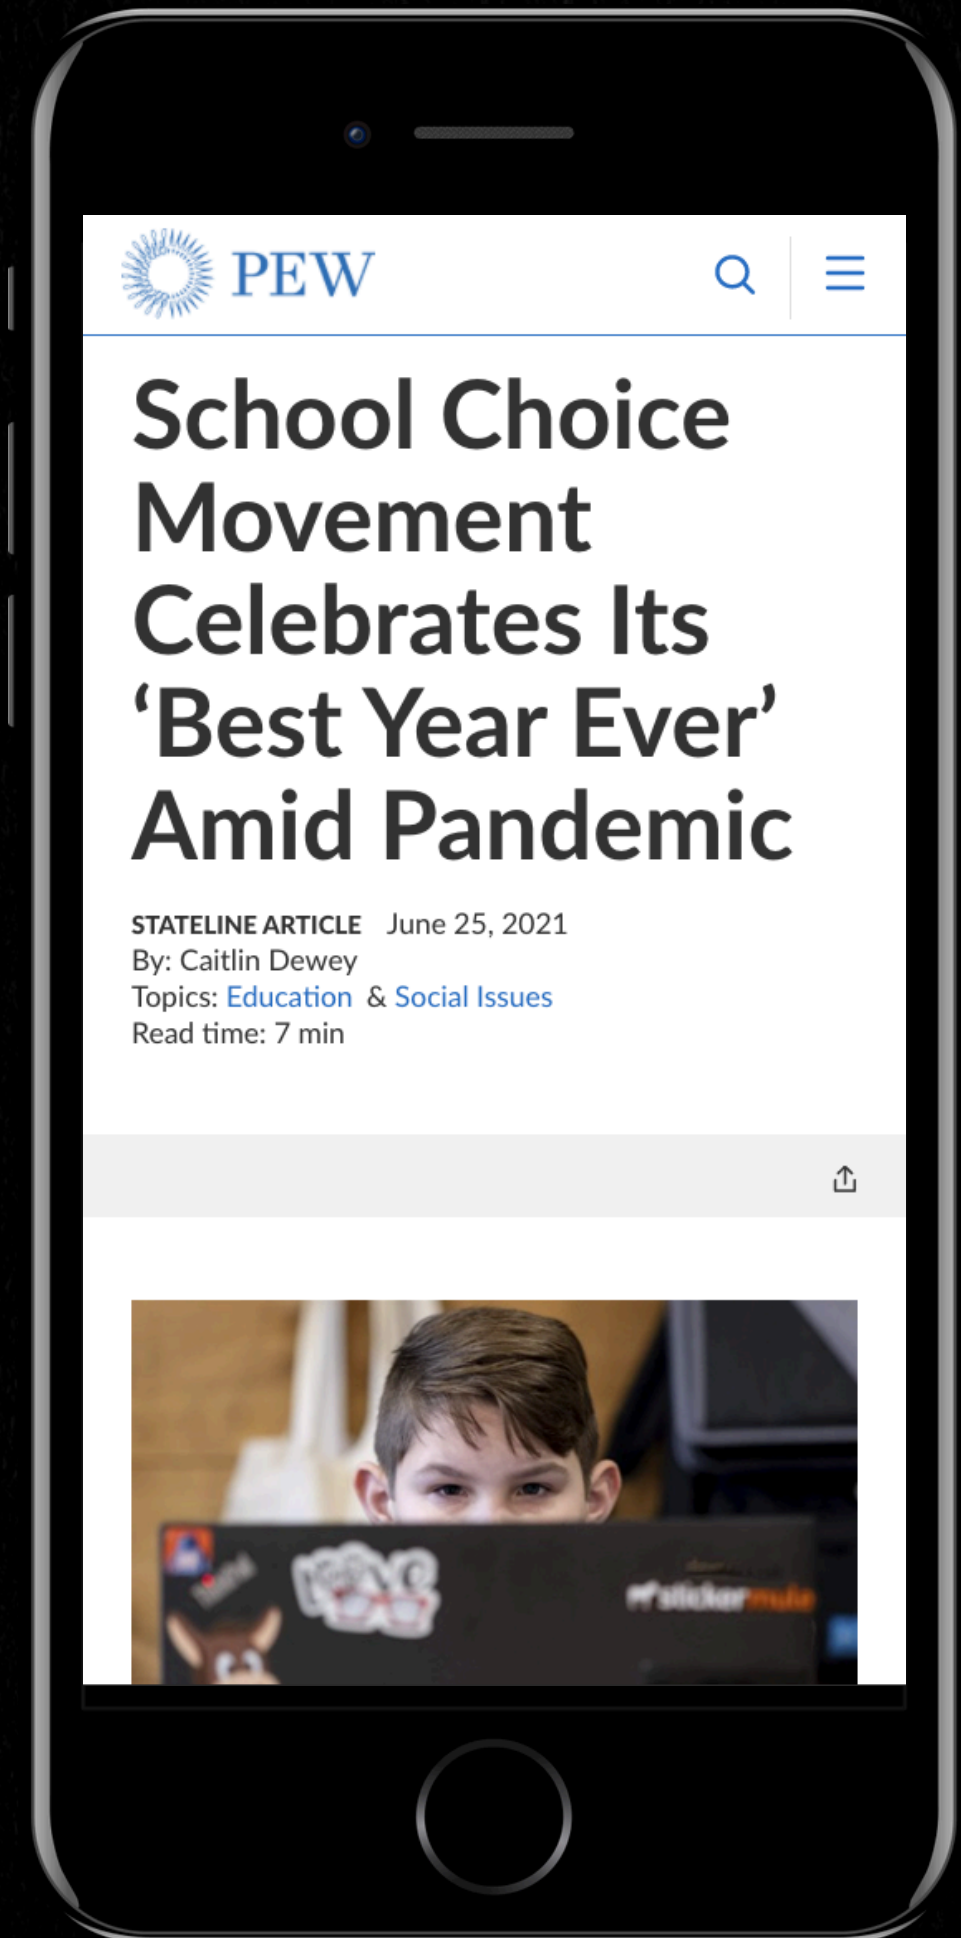 PEW
School Choice
Movement
Celebrates Its
‘Best Year Ever’
Amid Pandemic
STATELINE ARTICLE June 25, 2021
By: Caitlin Dewey
Topics: Education & Social Issues
Read time: 7 min
stickermule